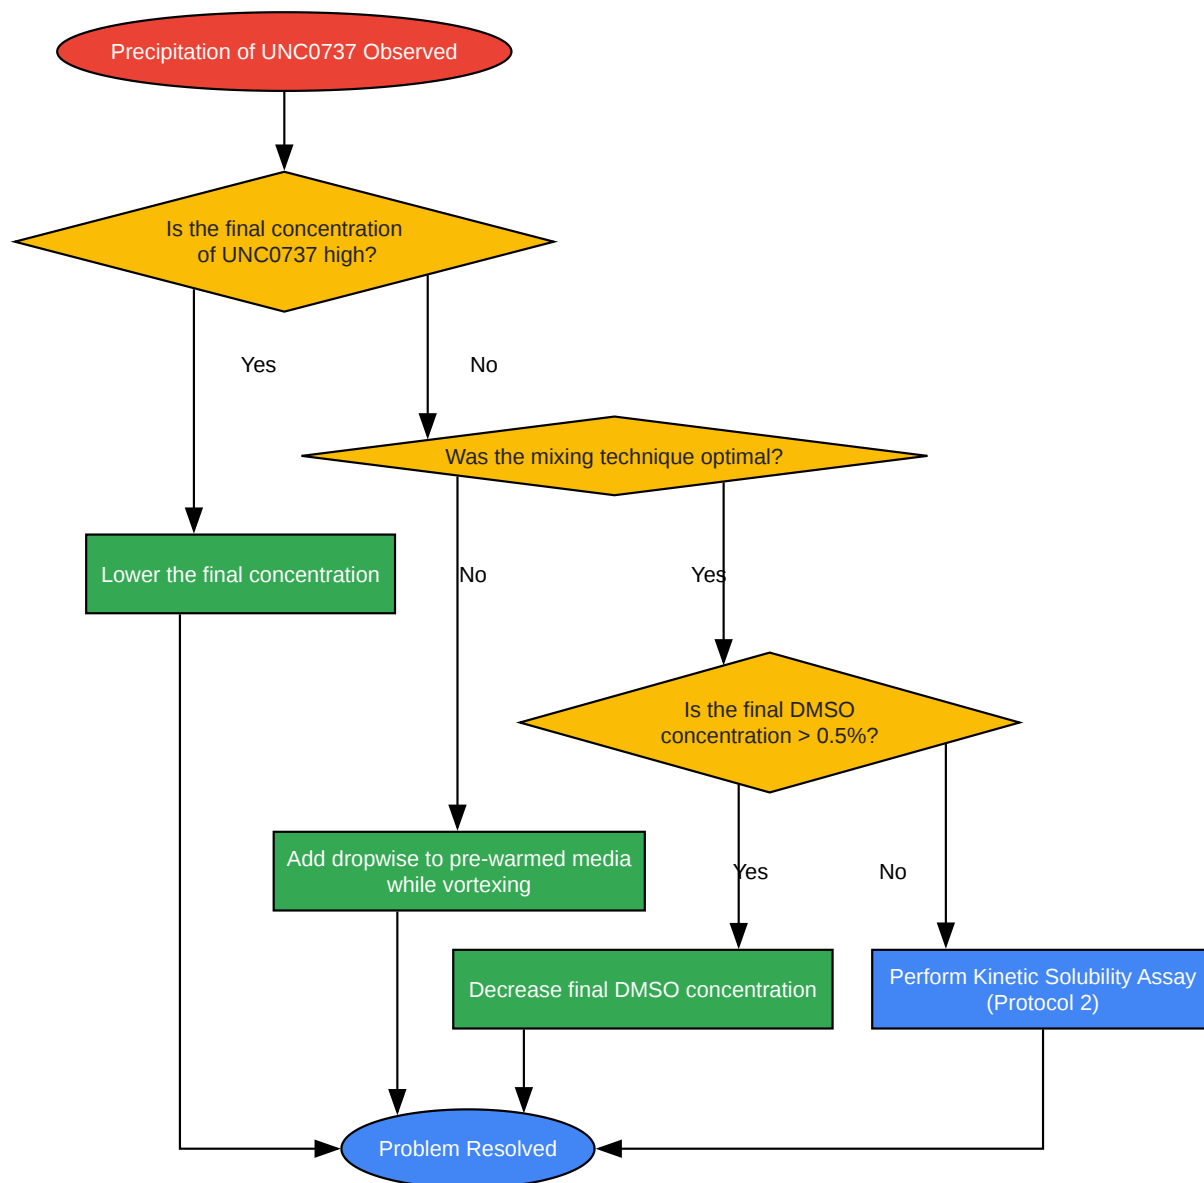 Precipitation of UNC0737 Observed
Is the final concentration
of UNC0737 high?
Yes
No
Was the mixing technique optimal?
Lower the final concentration
No
Yes
Is the final DMSO
concentration > 0.5%?
Add dropwise to pre-warmed media
while vortexing
Yes
No
Decrease final DMSO concentration
Perform Kinetic Solubility Assay
(Protocol 2)
Problem Resolved